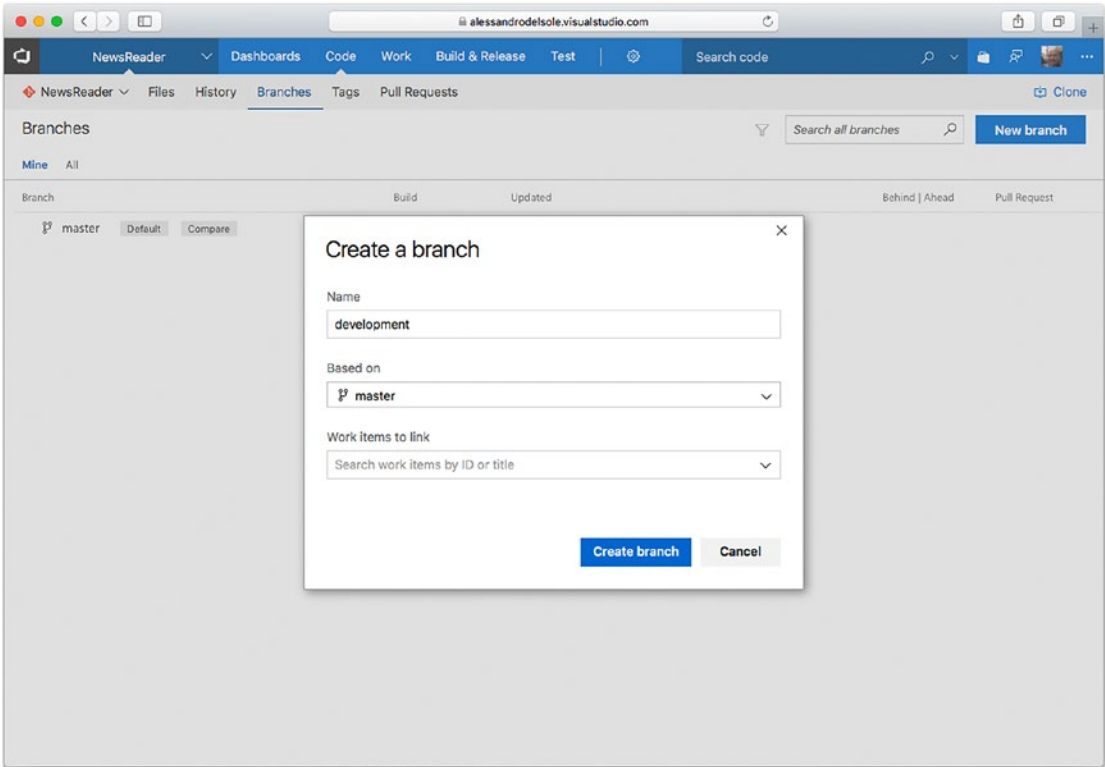 alessandrodelsole.visualstudio.com
NewsReader Dashboards Code Work Build & Release Test Search code
NewsReader Files History Branches Tags Pull Requests Clone
Branches Search all branches New branch
Mine All
Branch Build Updated Behind | Ahead Pull Request
master Default Compare
Create a branch
Name
development
Based on
master
Work items to link
Search work items by ID or title
Create branch Cancel